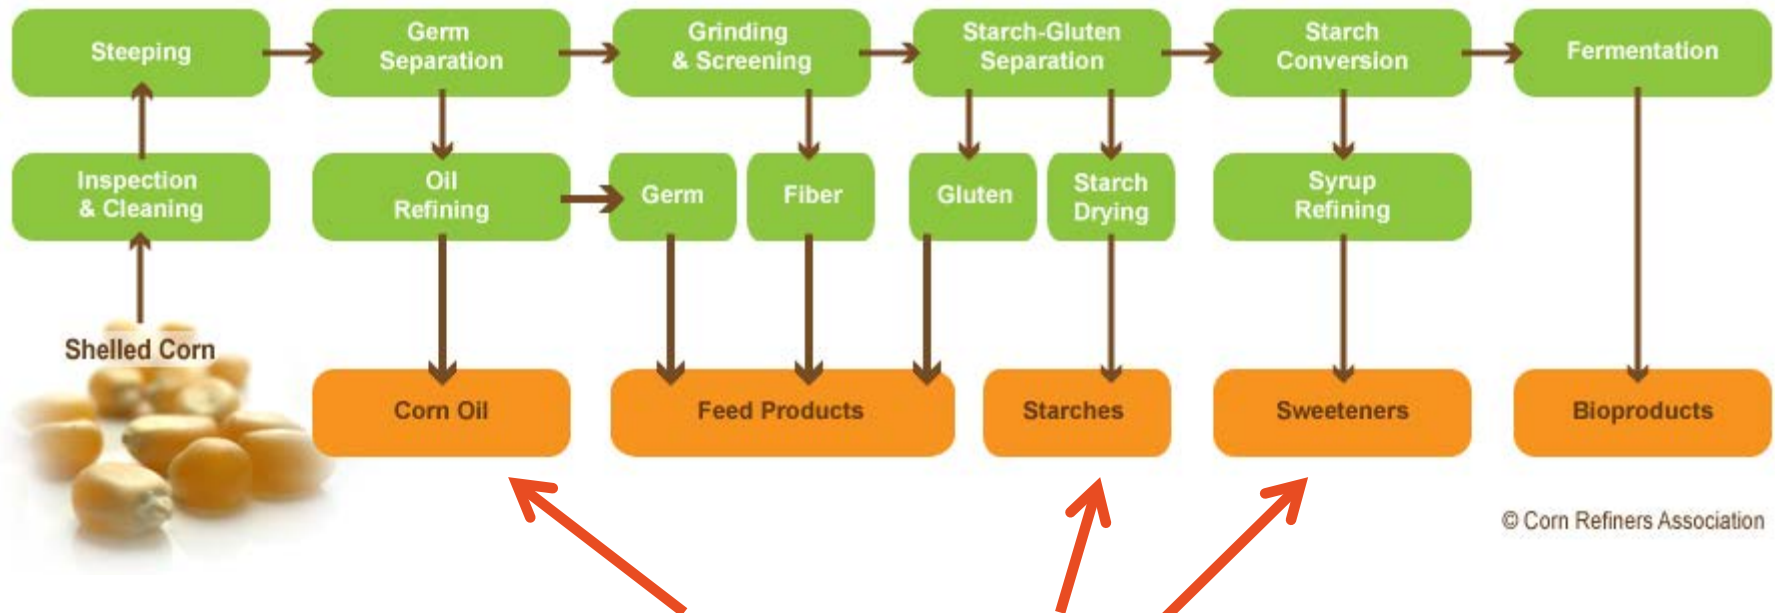 Steeping
Germ
Separation
Grinding
& Screening
Starch-Gluten
Separation
Starch
Conversion
Fermentation
Inspection
& Cleaning
Oil
Refining
Germ
Fiber
Gluten
Starch
Drying
Syrup
Refining
Shelled Corn
Corn Oil
Feed Products
Starches
Sweeteners
Bioproducts
© Corn Refiners Association